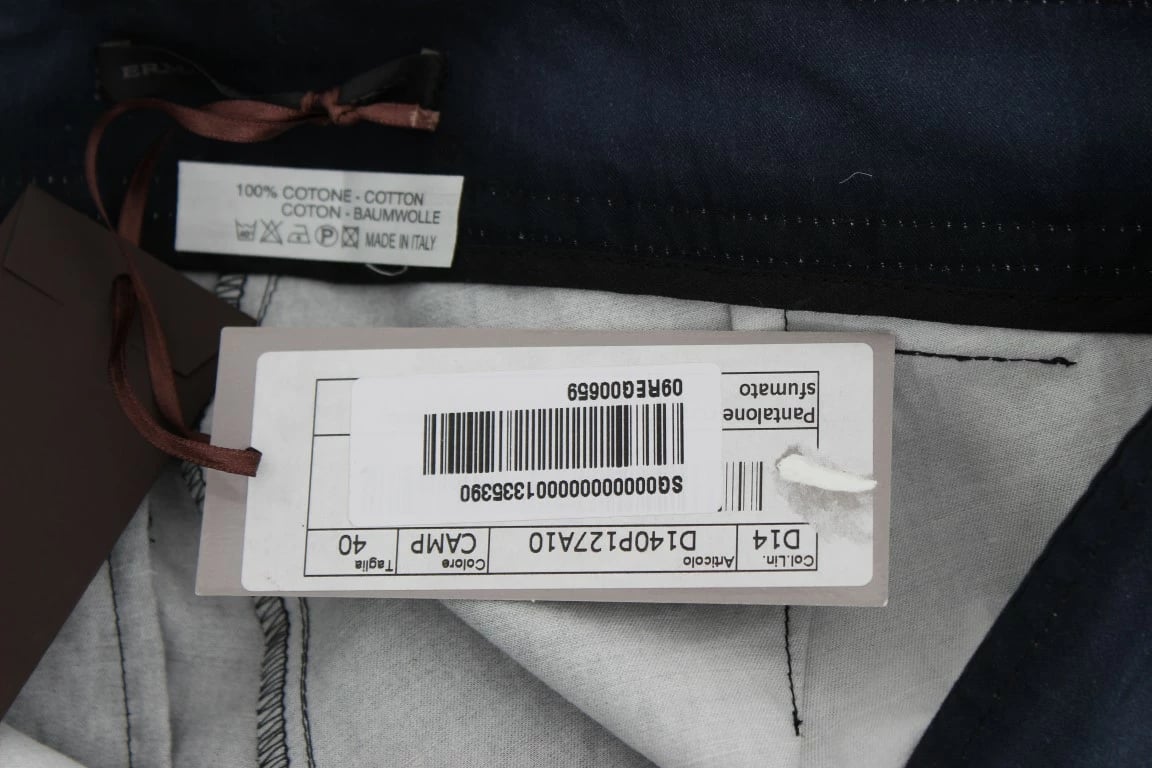 100% COTONE - COTTON
COTON - BAUMWOLLE
MADE IN ITALY
Col.Lin. Articolo Colore Taglia
D14 D140P127A10 CAMP 40
SG0000000000001335390
09REG00659
Pantalone
sfumato